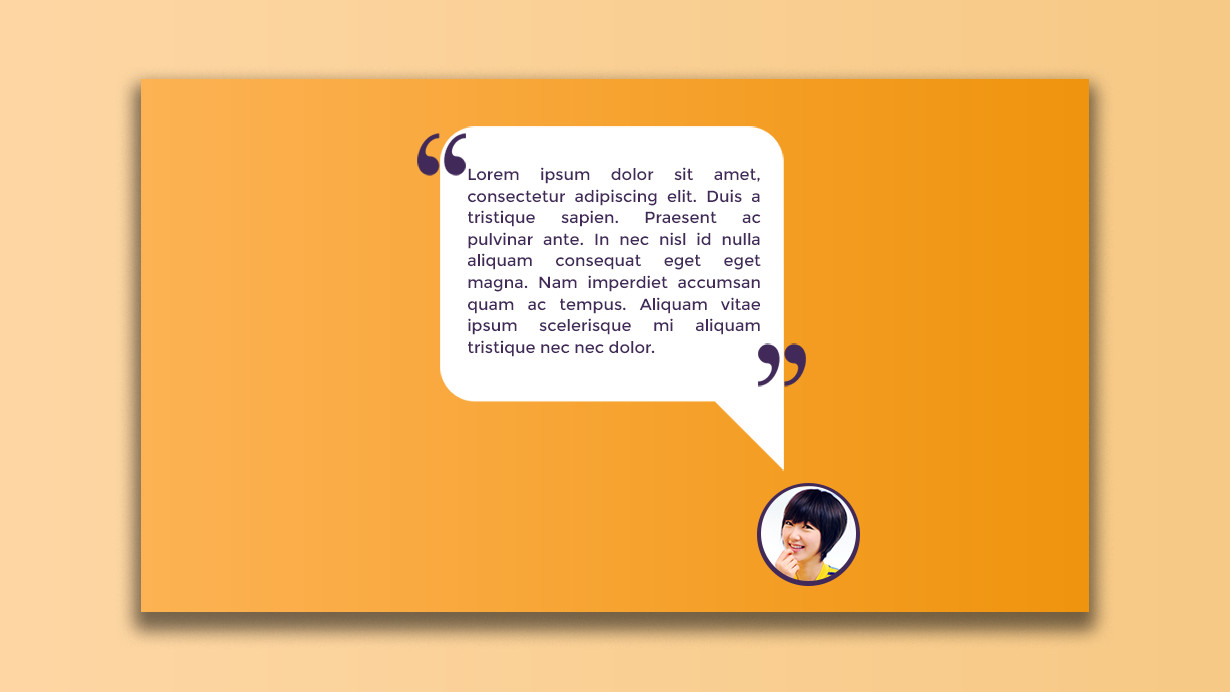 “
Lorem ipsum dolor sit amet,
consectetur adipiscing elit. Duis a
tristique sapien. Praesent ac
pulvinar ante. In nec nisl id nulla
aliquam consequat eget eget
magna. Nam imperdiet accumsan
quam ac tempus. Aliquam vitae
ipsum scelerisque mi aliquam
tristique nec nec dolor.
”